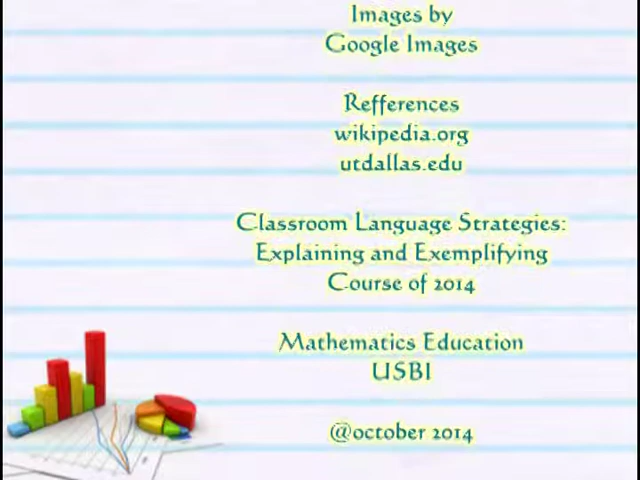 Images by
Google Images
Refferences
wikipedia.org
utdallas.edu
Classroom Language Strategies:
Explaining and Exemplifying
Course of 2014
Mathematics Education
USBI
@october 2014